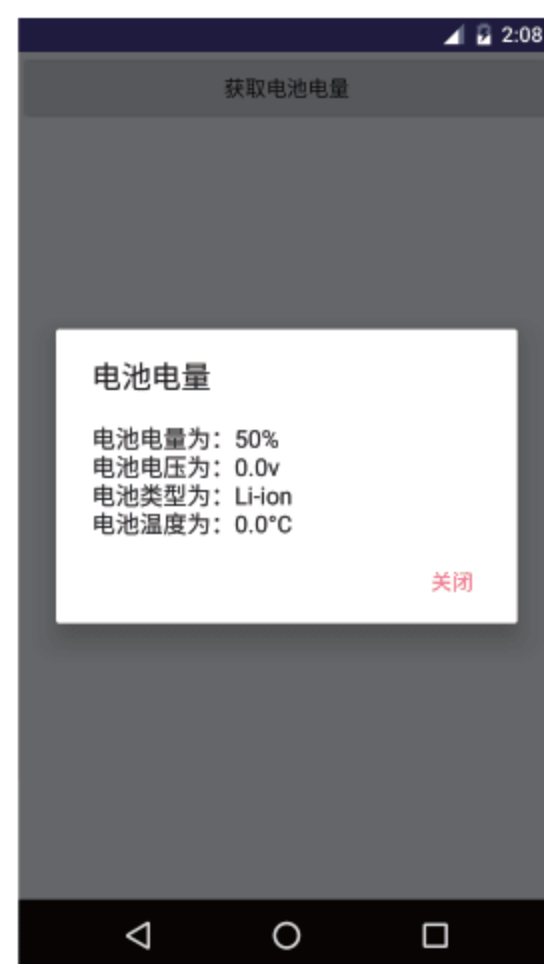 2:08
获取电池电量
电池电量
电池电量为：50%
电池电压为：0.0v
电池类型为：Li-ion
电池温度为：0.0°C
关闭